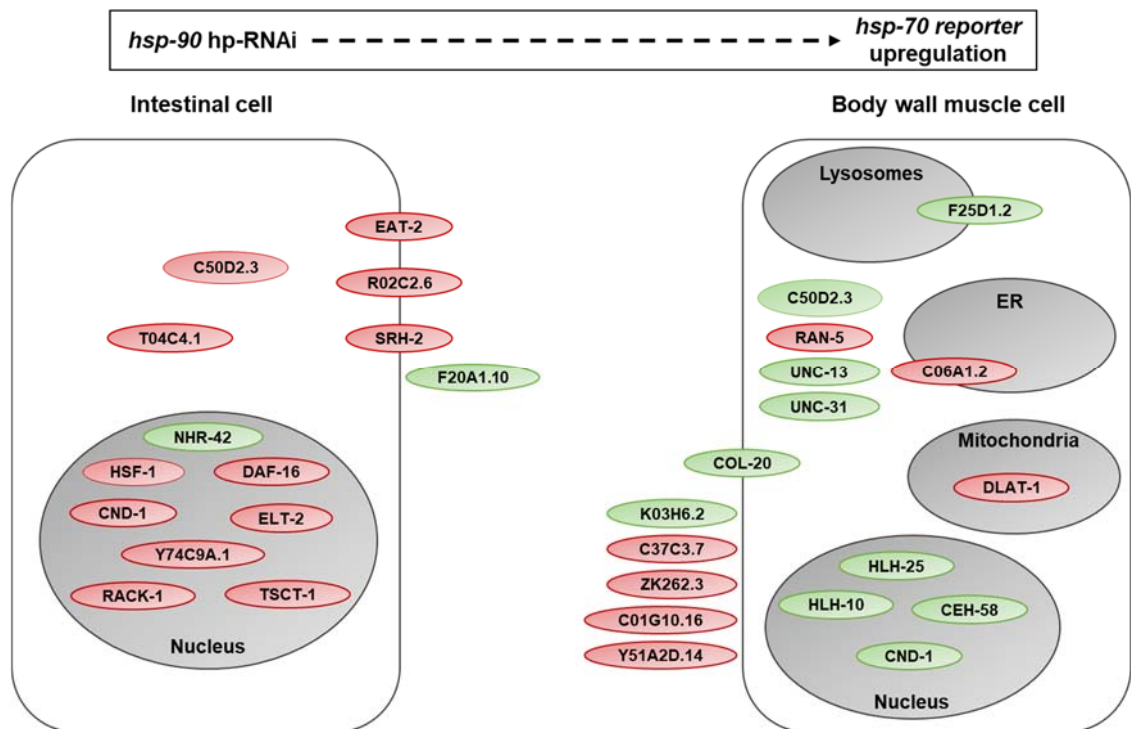 hsp-90 hp-RNAi
hsp-70 reporter
upregulation
Intestinal cell
EAT-2
C50D2.3
R02C2.6
T04C4.1
SRH-2
F20A1.10
NHR-42
HSF-1
DAF-16
CND-1
ELT-2
Y74C9A.1
RACK-1
TSCT-1
Nucleus
Body wall muscle cell
Lysosomes
F25D1.2
C50D2.3
ER
RAN-5
UNC-13
C06A1.2
UNC-31
COL-20
Mitochondria
DLAT-1
K03H6.2
C37C3.7
ZK262.3
C01G10.16
Y51A2D.14
HLH-25
HLH-10
CEH-58
CND-1
Nucleus